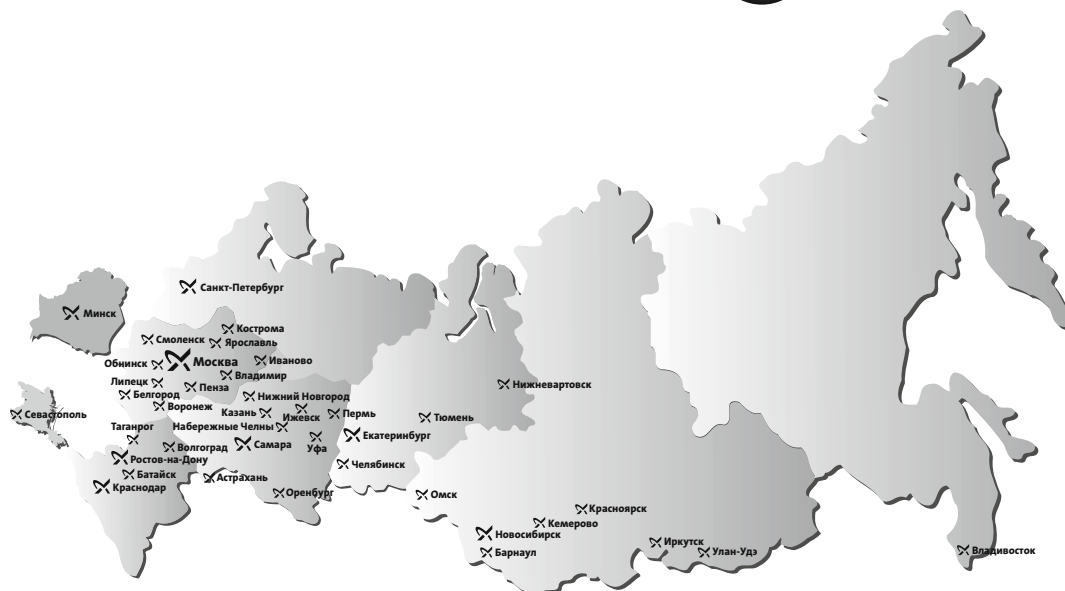 Санкт-Петербург
Минск
Кострома
Смоленск
Ярославль
Москва
Иваново
Обнинск
Владимир
Липецк
Пенза
Нижневартовск
Белгород
Нижний Новгород
Воронеж
Казань
Ижевск
Пермь
Севастополь
Тюмень
Таганрог
Набережные Челны
Екатеринбург
Волгоград
Самара
Уфа
Ростов-на-Дону
Челябинск
Батайск
Астрахань
Краснодар
Оренбург
Омск
Красноярск
Кемерово
Новосибирск
Иркутск
Барнаул
Улан-Удэ
Владивосток